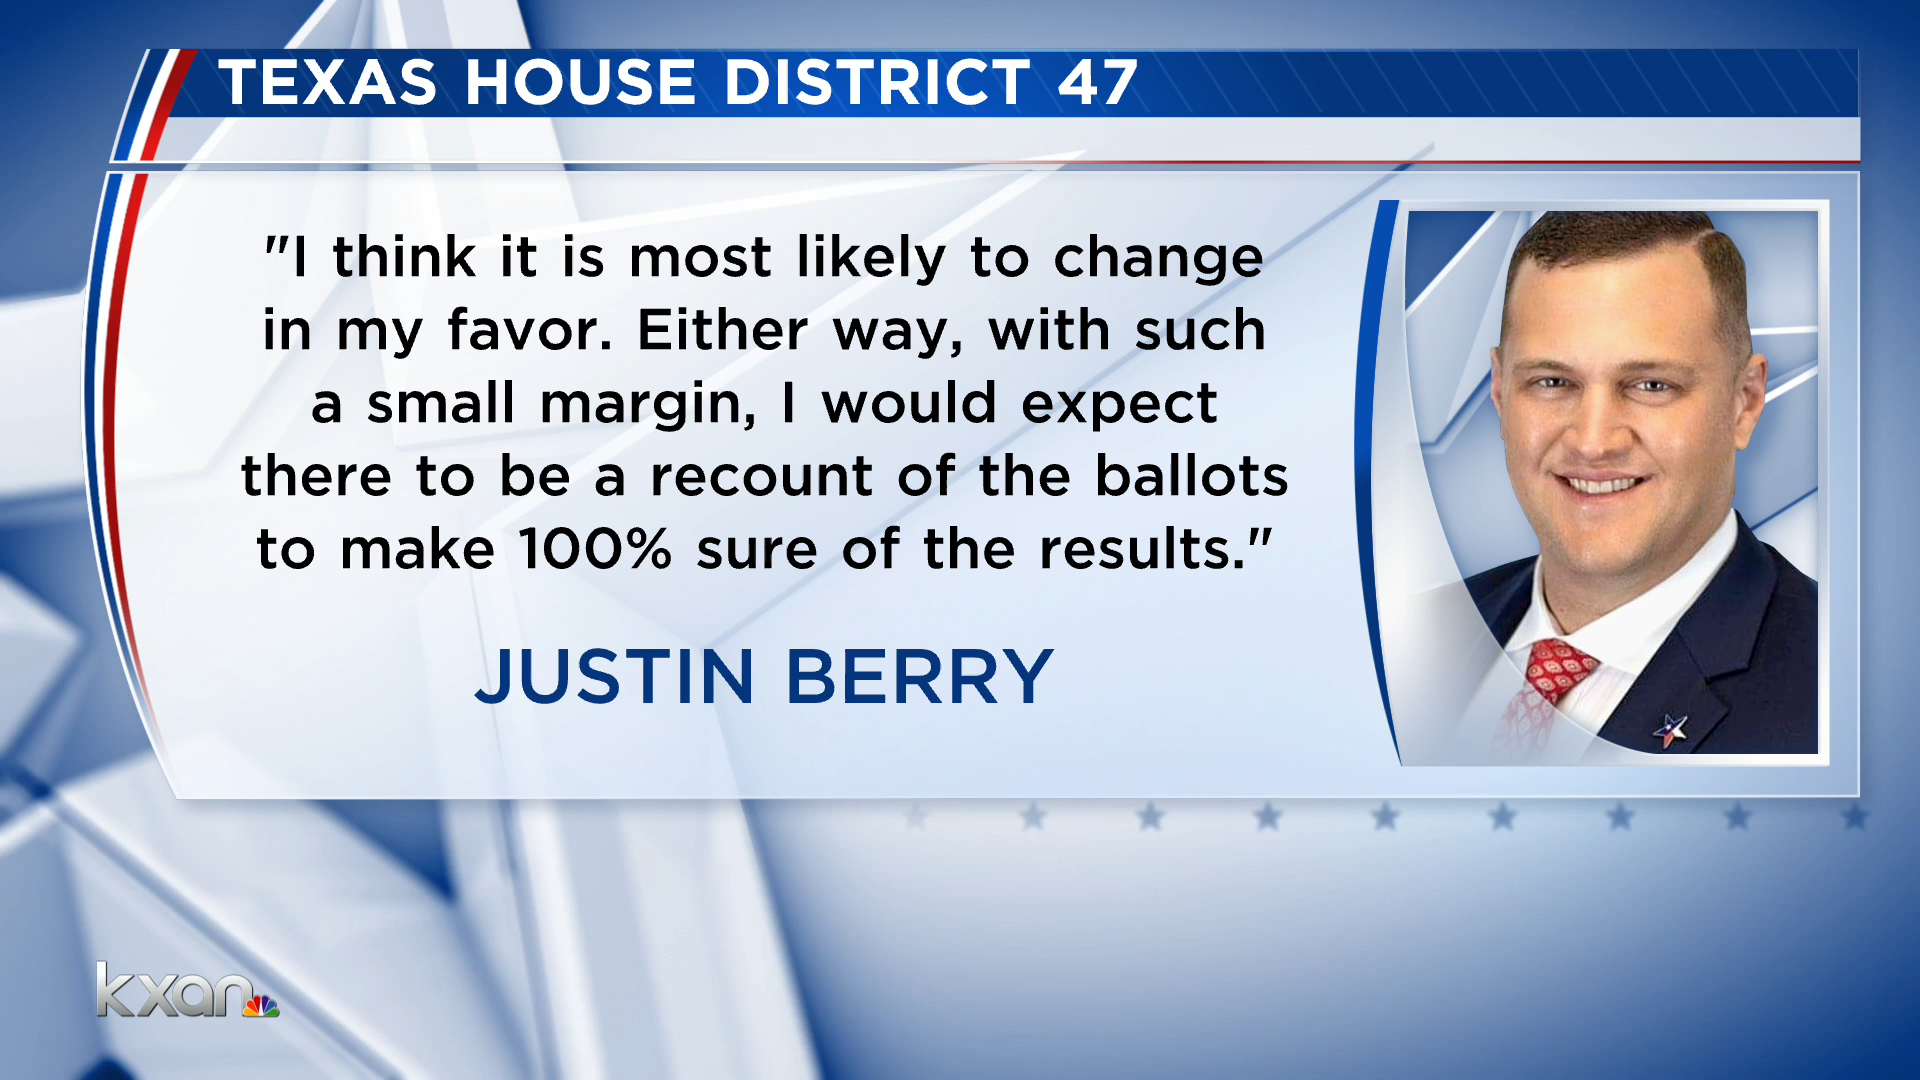 TEXAS HOUSE DISTRICT 47
"I think it is most likely to change
in my favor. Either way, with such
a small margin, I would expect
there to be a recount of the ballots
to make 100% sure of the results."
JUSTIN BERRY
kxan